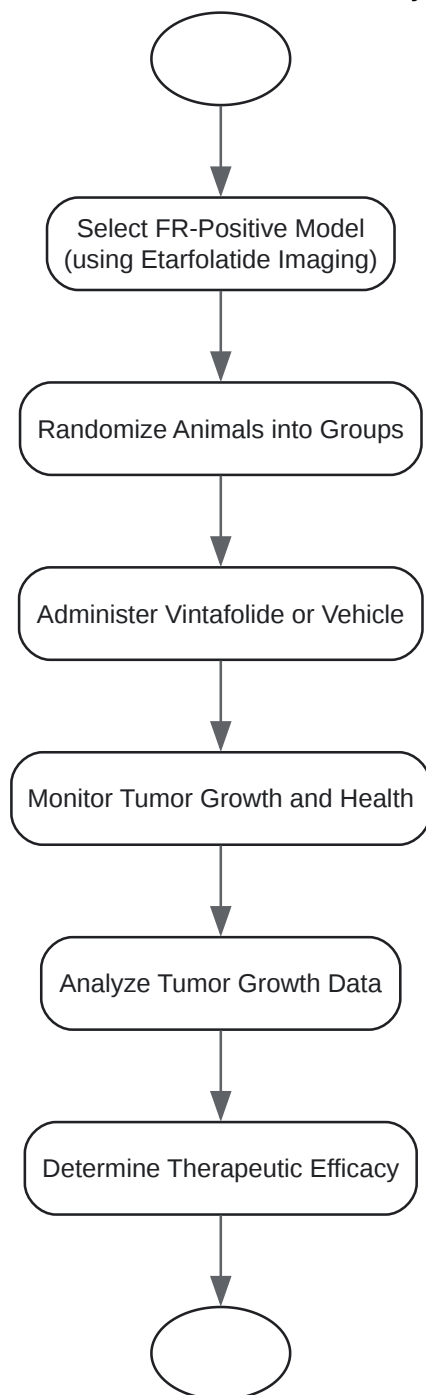 Select FR-Positive Model
(using Etarfolatide Imaging)
Randomize Animals into Groups
Administer Vintafolide or Vehicle
Monitor Tumor Growth and Health
Analyze Tumor Growth Data
Determine Therapeutic Efficacy